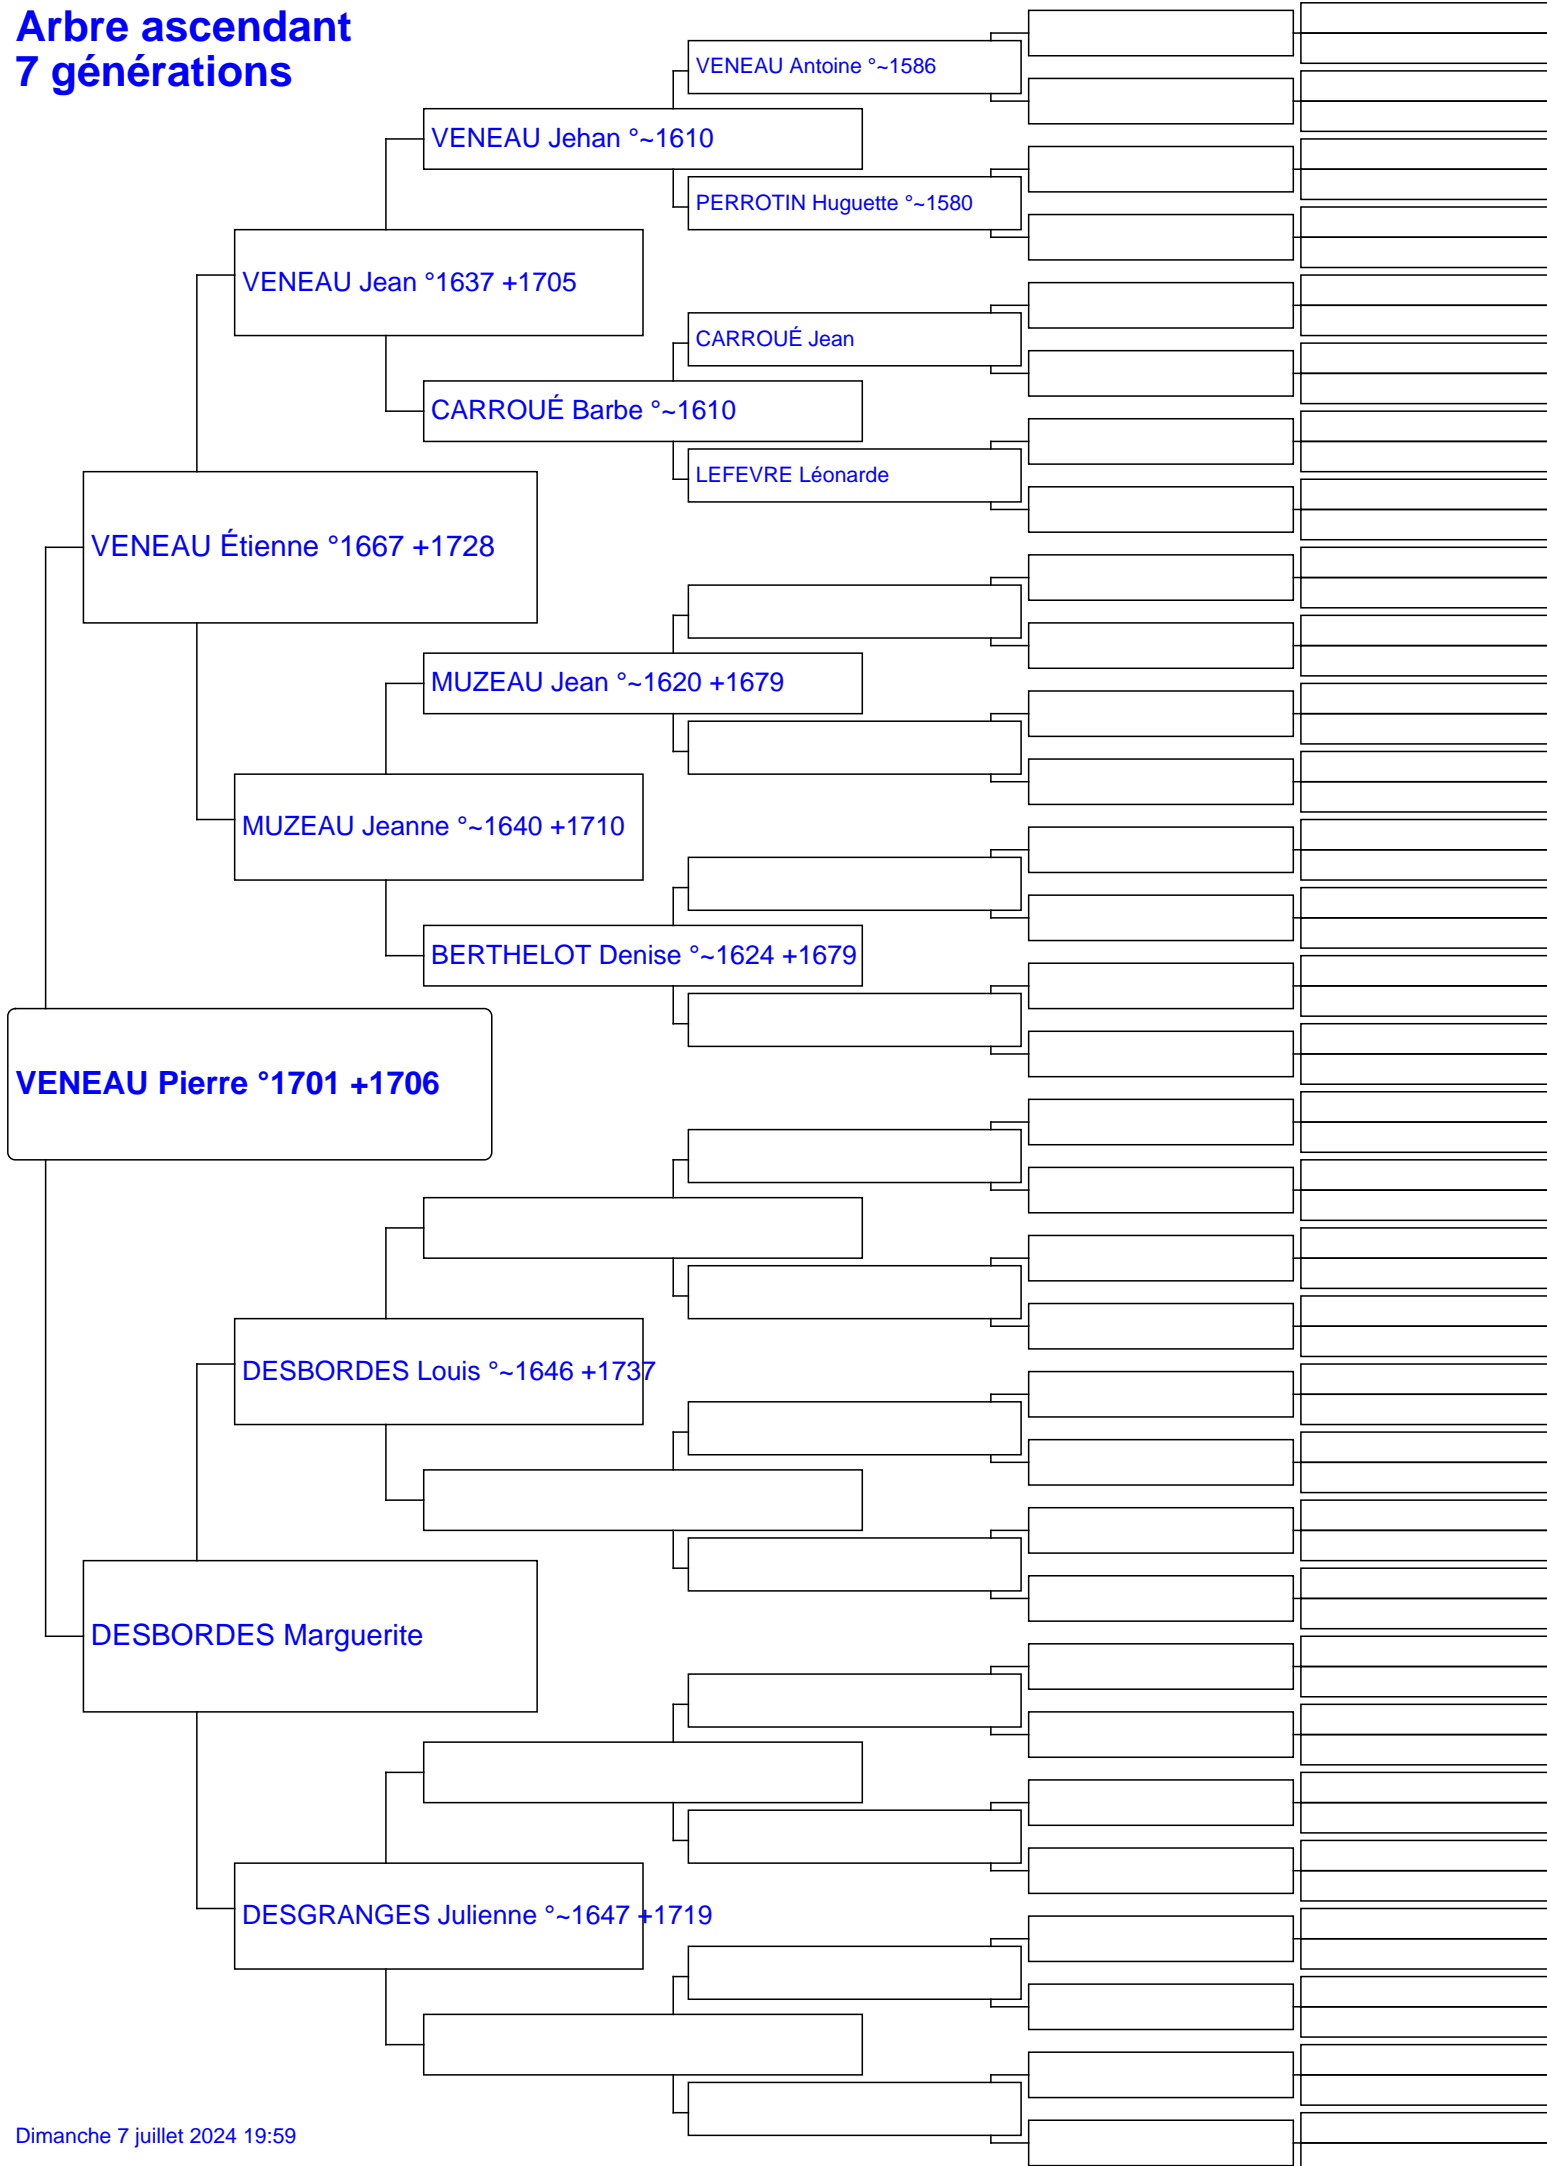 Arbre ascendant
7 générations
VENEAU Antoine °~1586
VENEAU Jehan °~1610
PERROTIN Huguette °~1580
VENEAU Jean °1637 +1705
CARROUÉ Jean
CARROUÉ Barbe °~1610
LEFEVRE Léonarde
VENEAU Étienne °1667 +1728
MUZEAU Jean °~1620 +1679
MUZEAU Jeanne °~1640 +1710
BERTHELOT Denise °~1624 +1679
VENEAU Pierre °1701 +1706
DESBORDES Louis °~1646 +1737
DESBORDES Marguerite
DESGRANGES Julienne °~1647 +1719
Dimanche 7 juillet 2024 19:59